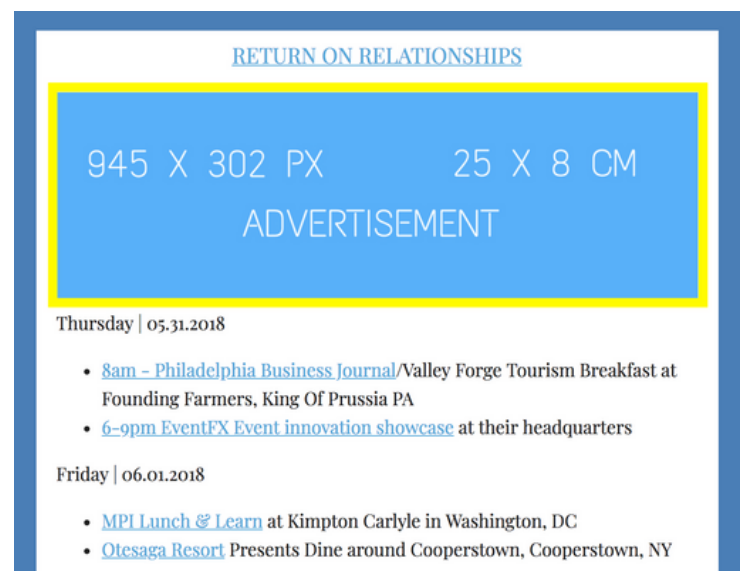 RETURN ON RELATIONSHIPS
945 X 302 PX 25 X 8 CM
ADVERTISEMENT
Thursday | 05.31.2018
• 8am – Philadelphia Business Journal/Valley Forge Tourism Breakfast at
Founding Farmers, King Of Prussia PA
• 6-9pm EventFX Event innovation showcase at their headquarters
Friday | 06.01.2018
• MPI Lunch & Learn at Kimpton Carlyle in Washington, DC
• Otesaga Resort Presents Dine around Cooperstown, Cooperstown, NY